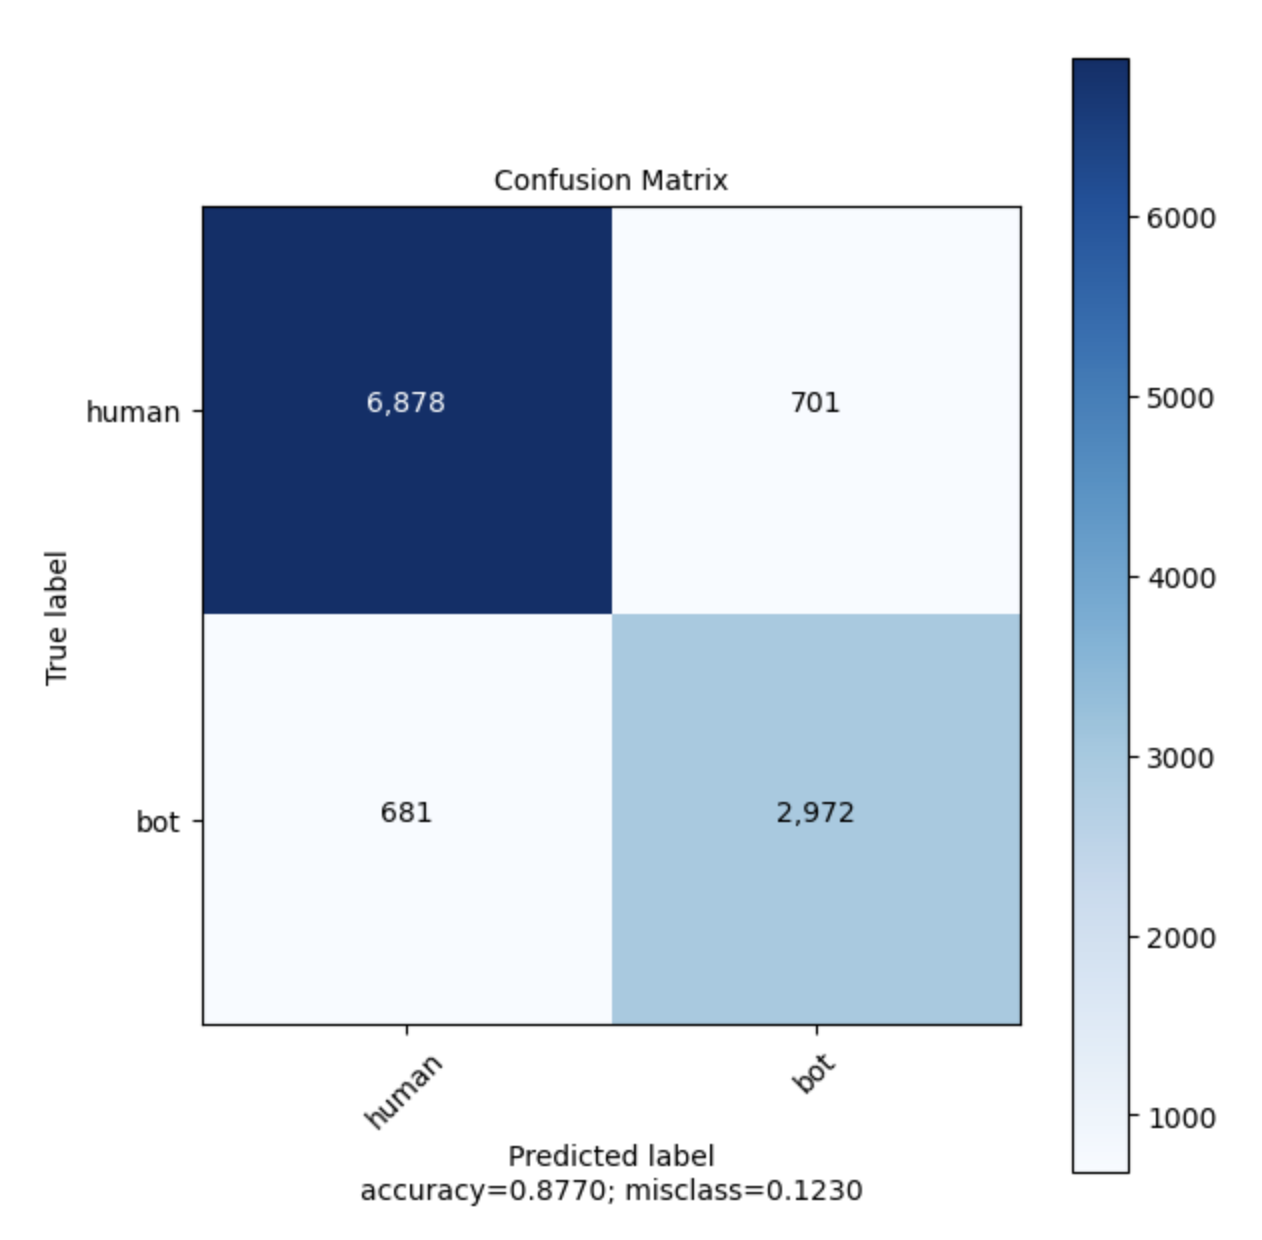 Confusion Matrix
6,878
701
human
681
2,972
bot
True label
human
bot
Predicted label
accuracy=0.8770; misclass=0.1230
6000
5000
4000
3000
2000
1000